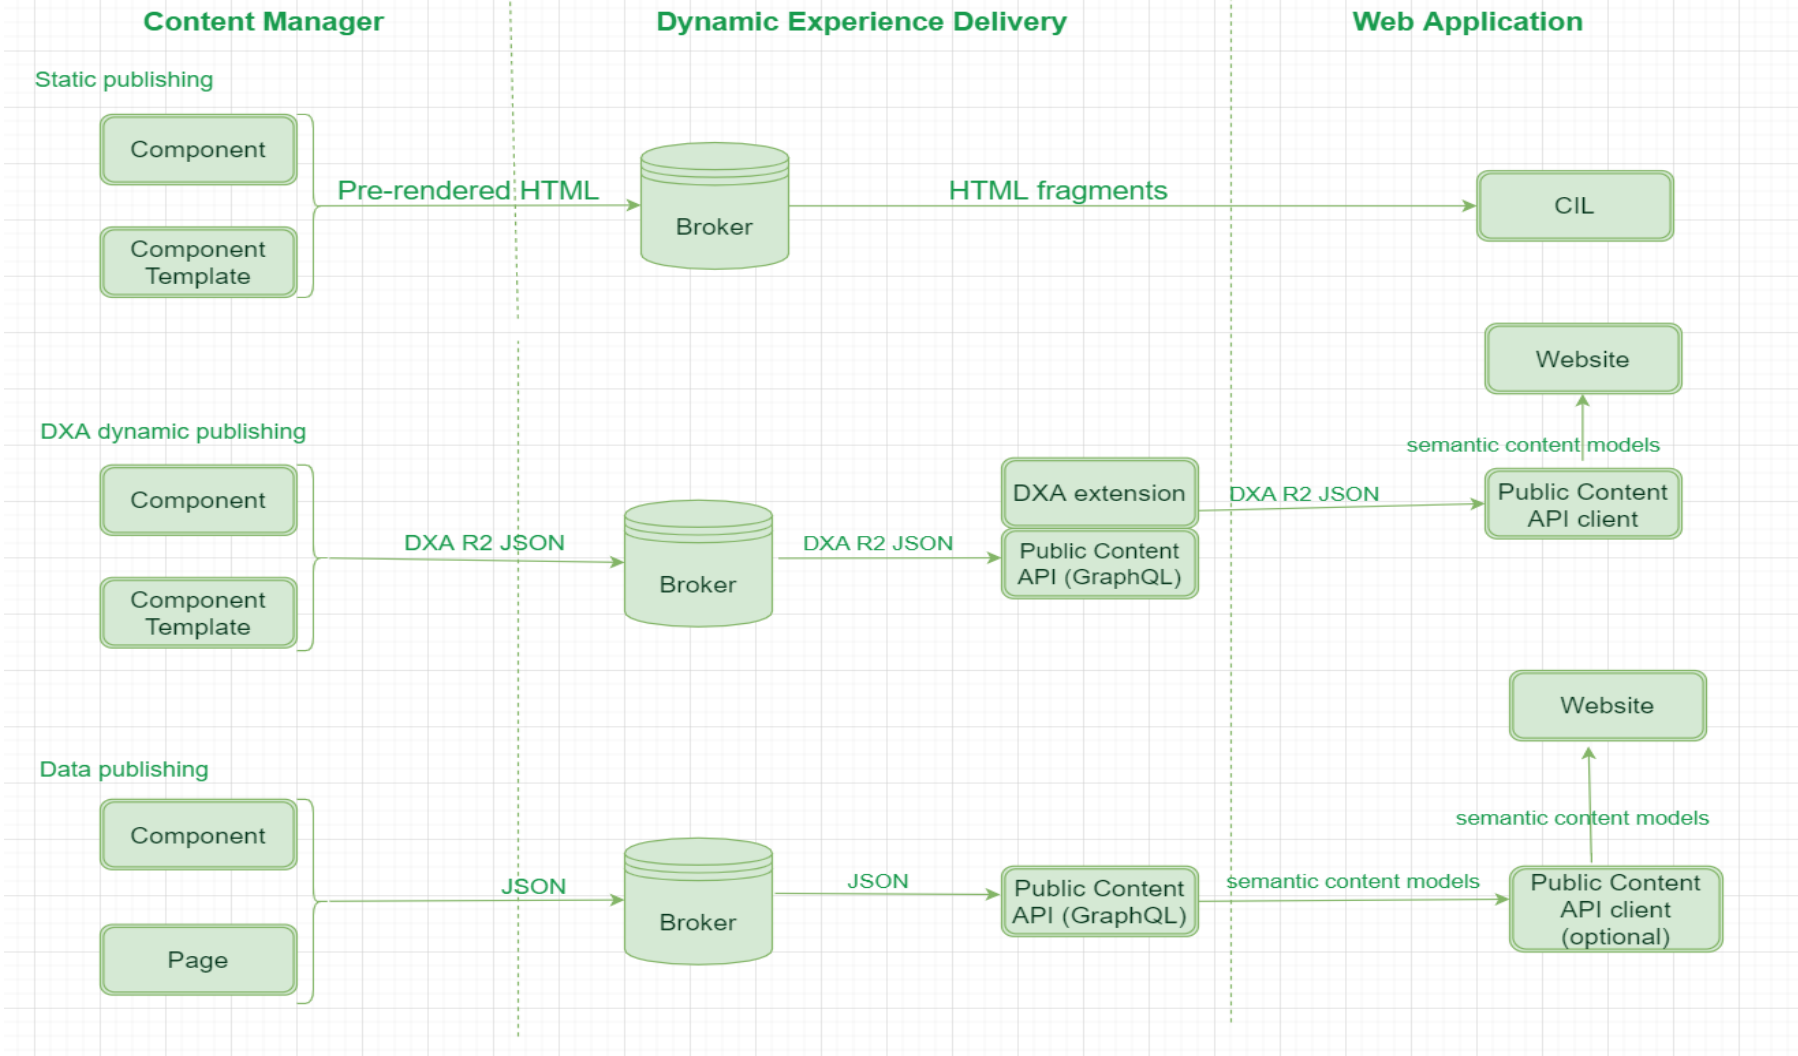 Content Manager
Dynamic Experience Delivery
Web Application
Static publishing
Component
Component
Template
Pre-rendered HTML
Broker
HTML fragments
CIL
DXA dynamic publishing
Component
Component
Template
DXA R2 JSON
Broker
DXA R2 JSON
DXA extension
Public Content
API (GraphQL)
DXA R2 JSON
Website
semantic content models
Public Content
API client
Data publishing
Component
Page
JSON
Broker
JSON
Public Content
API (GraphQL)
semantic content models
Website
semantic content models
Public Content
API client
(optional)